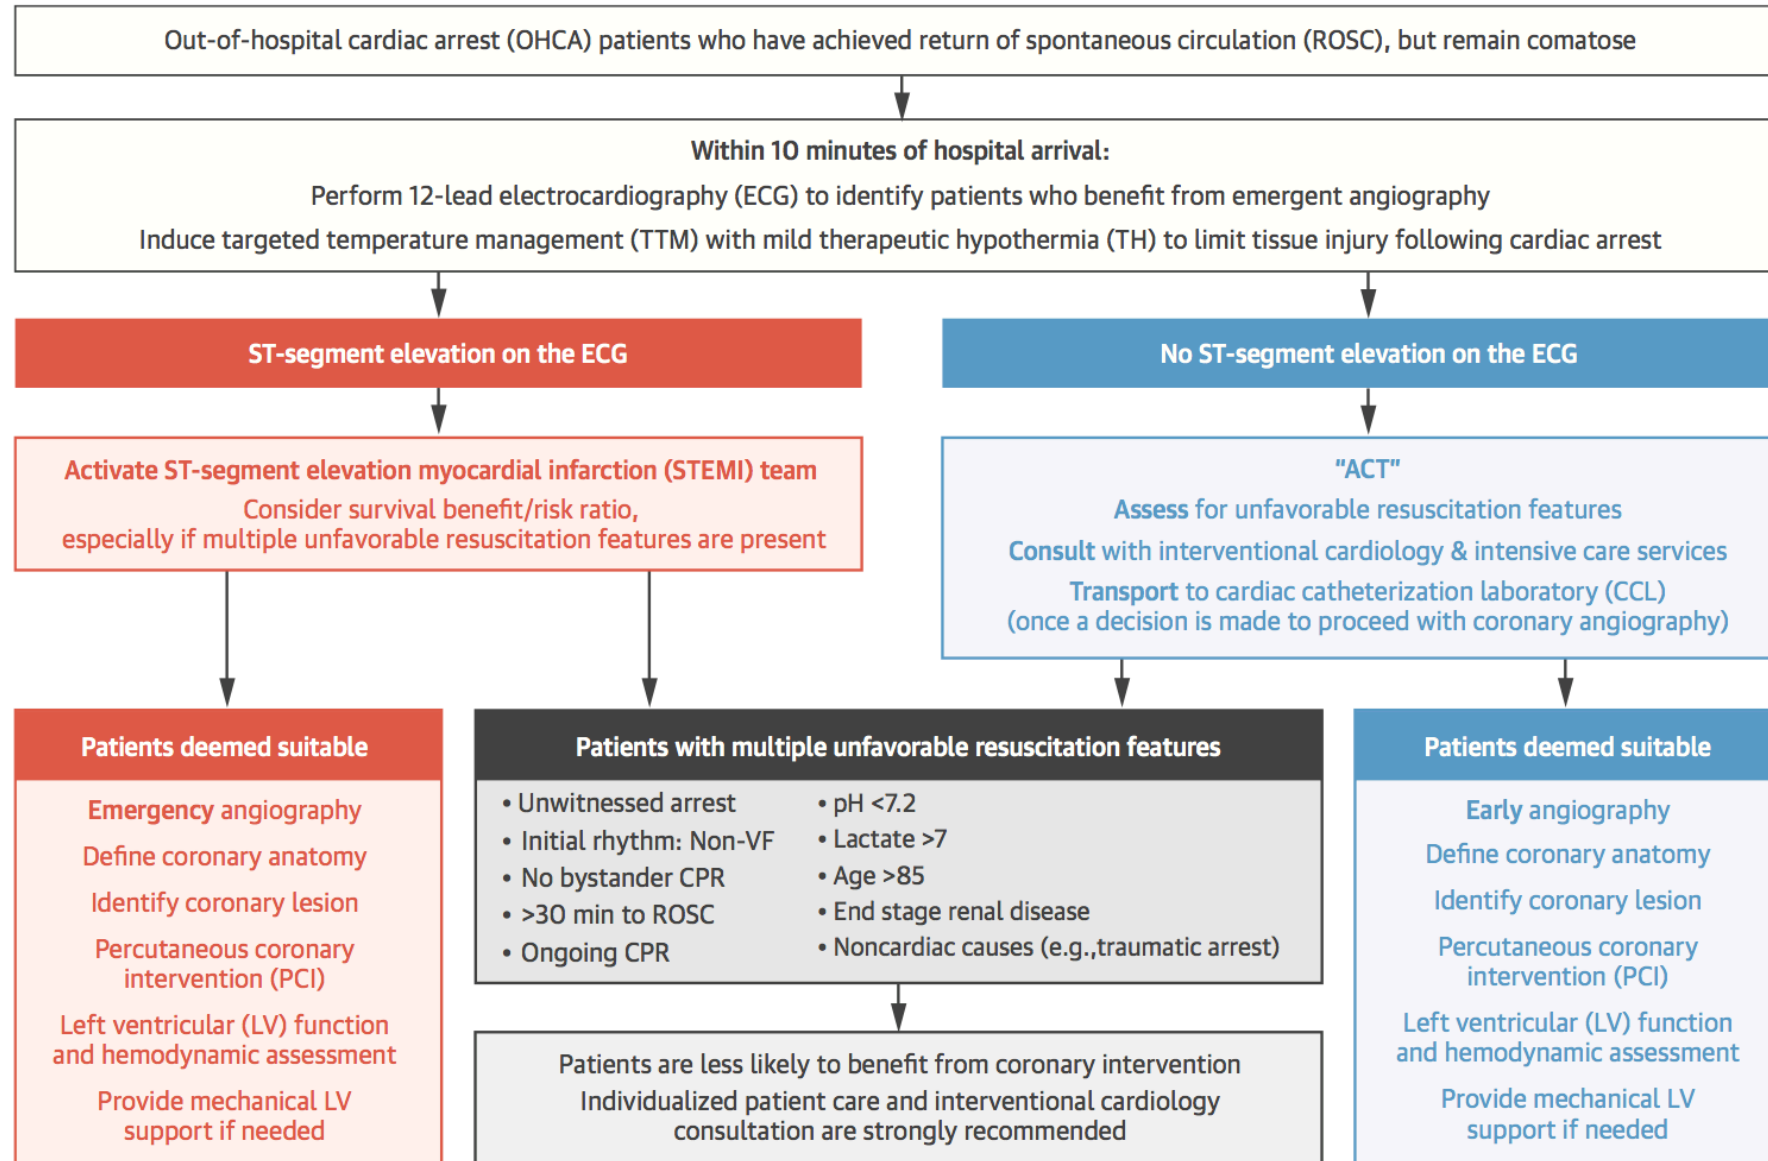 Out-of-hospital cardiac arrest (OHCA) patients who have achieved return of spontaneous circulation (ROSC), but remain comatose
Within 10 minutes of hospital arrival:
Perform 12-lead electrocardiography (ECG) to identify patients who benefit from emergent angiography
Induce targeted temperature management (TTM) with mild therapeutic hypothermia (TH) to limit tissue injury following cardiac arrest
ST-segment elevation on the ECG
Activate ST-segment elevation myocardial infarction (STEMI) team
Consider survival benefit/risk ratio,
especially if multiple unfavorable resuscitation features are present
No ST-segment elevation on the ECG
“ACT”
Assess for unfavorable resuscitation features
Consult with interventional cardiology & intensive care services
Transport to cardiac catheterization laboratory (CCL)
(once a decision is made to proceed with coronary angiography)
Patients deemed suitable
Emergency angiography
Define coronary anatomy
Identify coronary lesion
Percutaneous coronary
intervention (PCI)
Left ventricular (LV) function
and hemodynamic assessment
Provide mechanical LV
support if needed
Patients with multiple unfavorable resuscitation features
• Unwitnessed arrest
• Initial rhythm: Non-VF
• No bystander CPR
• >30 min to ROSC
• Ongoing CPR
• pH <7.2
• Lactate >7
• Age >85
• End stage renal disease
• Noncardiac causes (e.g.,traumatic arrest)
Patients are less likely to benefit from coronary intervention
Individualized patient care and interventional cardiology
consultation are strongly recommended
Patients deemed suitable
Early angiography
Define coronary anatomy
Identify coronary lesion
Percutaneous coronary
intervention (PCI)
Left ventricular (LV) function
and hemodynamic assessment
Provide mechanical LV
support if needed